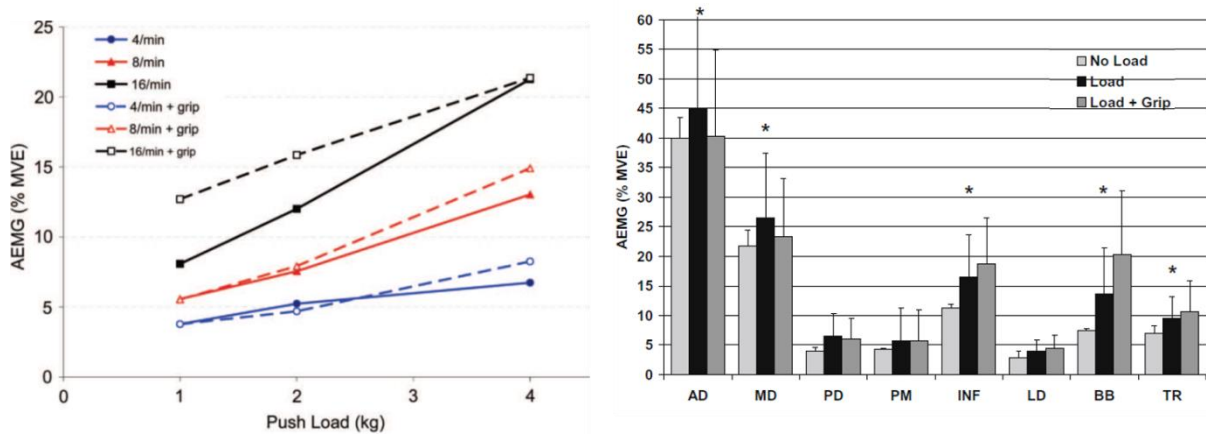 25
20
15
10
5
0
AEMG (% MVE)
4/min
8/min
16/min
4/min + grip
8/min + grip
16/min + grip
0 1 2 3 4
Push Load (kg)
60
55
50
45
40
35
30
25
20
15
10
5
0
AEMG (% MVE)
* * * * *
No Load
Load
Load + Grip
AD MD PD PM INF LD BB TR